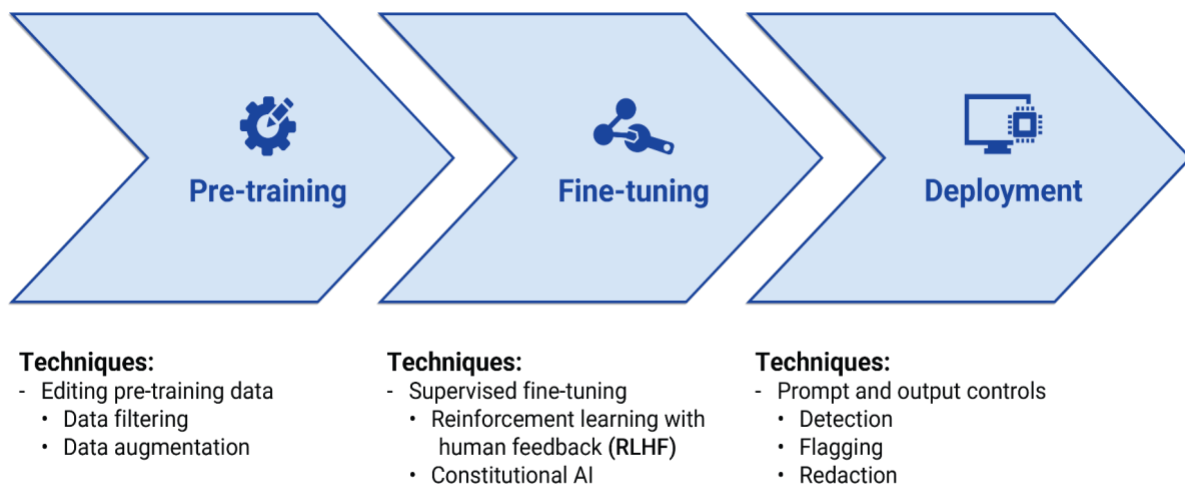 Pre-training
Fine-tuning
Deployment
Techniques:
- Editing pre-training data
• Data filtering
• Data augmentation
Techniques:
- Supervised fine-tuning
• Reinforcement learning with
human feedback (RLHF)
• Constitutional AI
Techniques:
- Prompt and output controls
• Detection
• Flagging
• Redaction